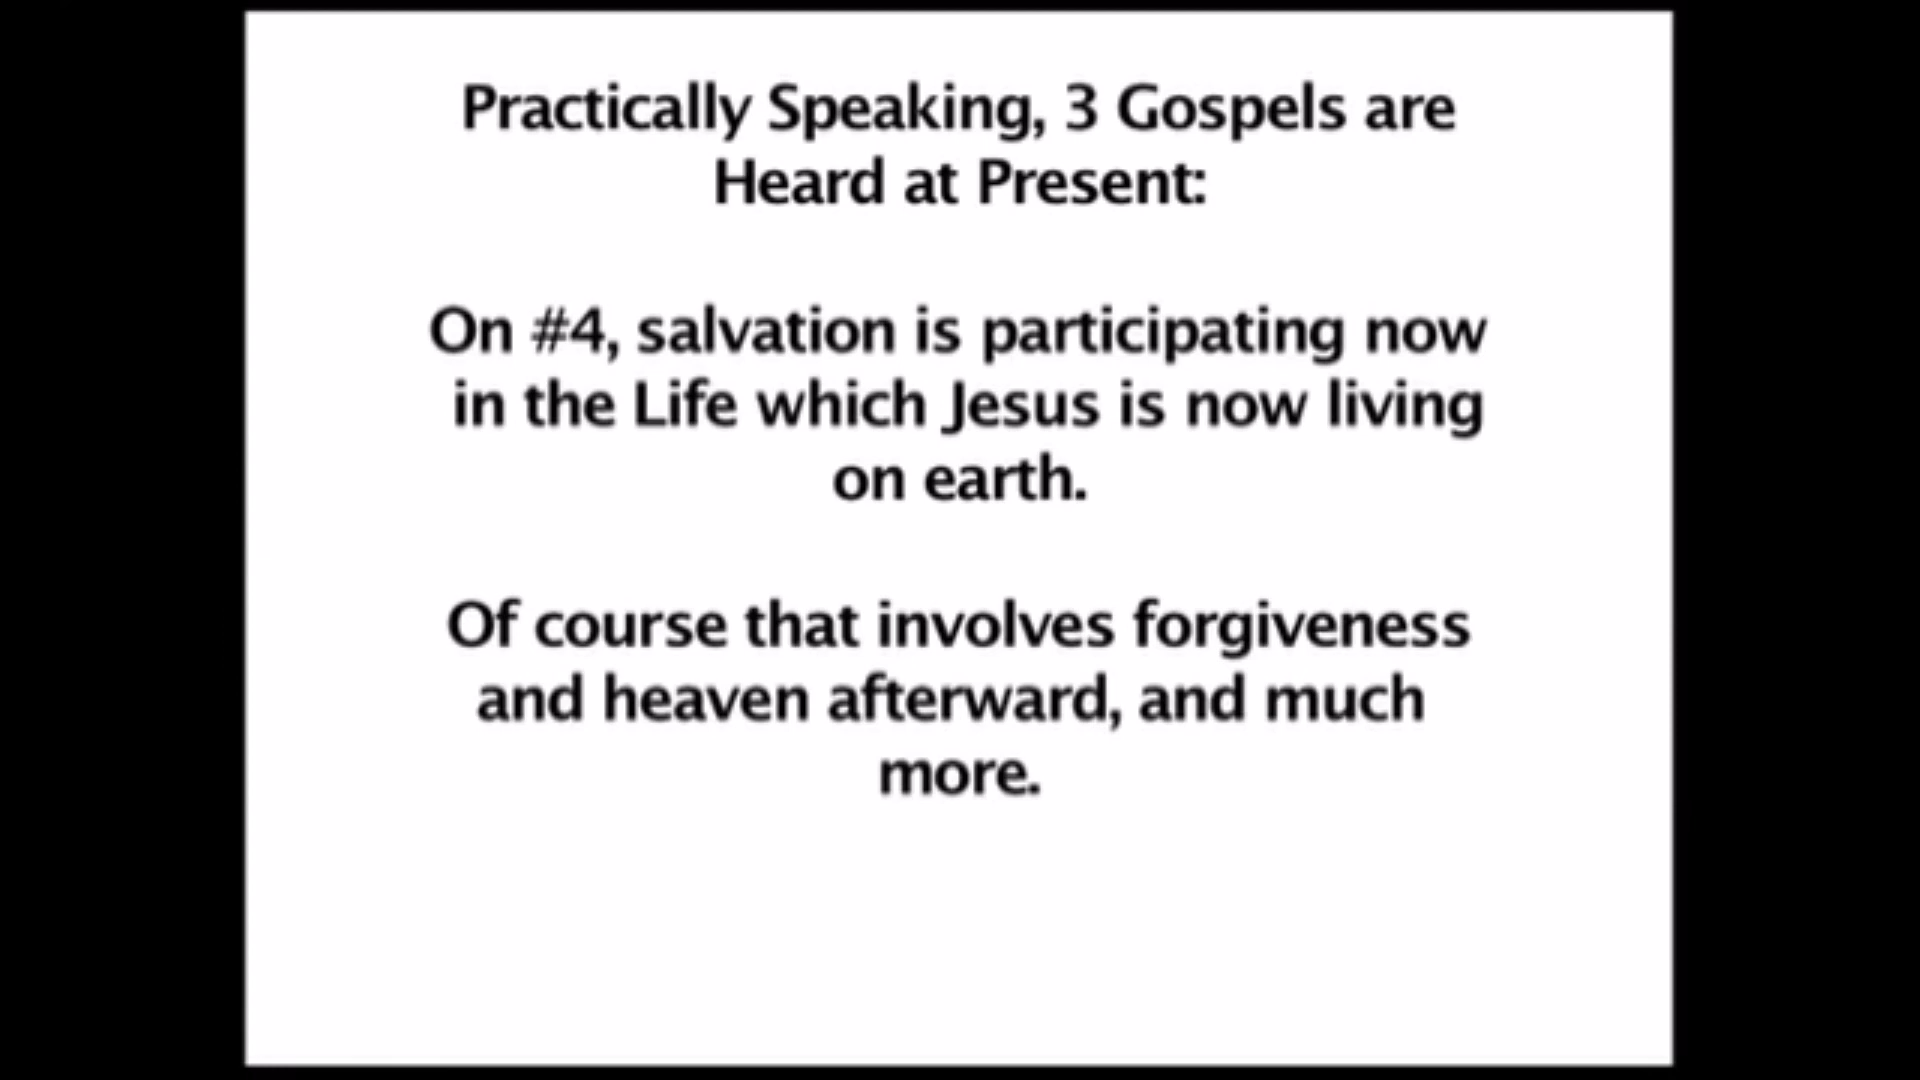 Practically Speaking, 3 Gospels are
Heard at Present:
On #4, salvation is participating now
in the Life which Jesus is now living
on earth.
Of course that involves forgiveness
and heaven afterward, and much
more.